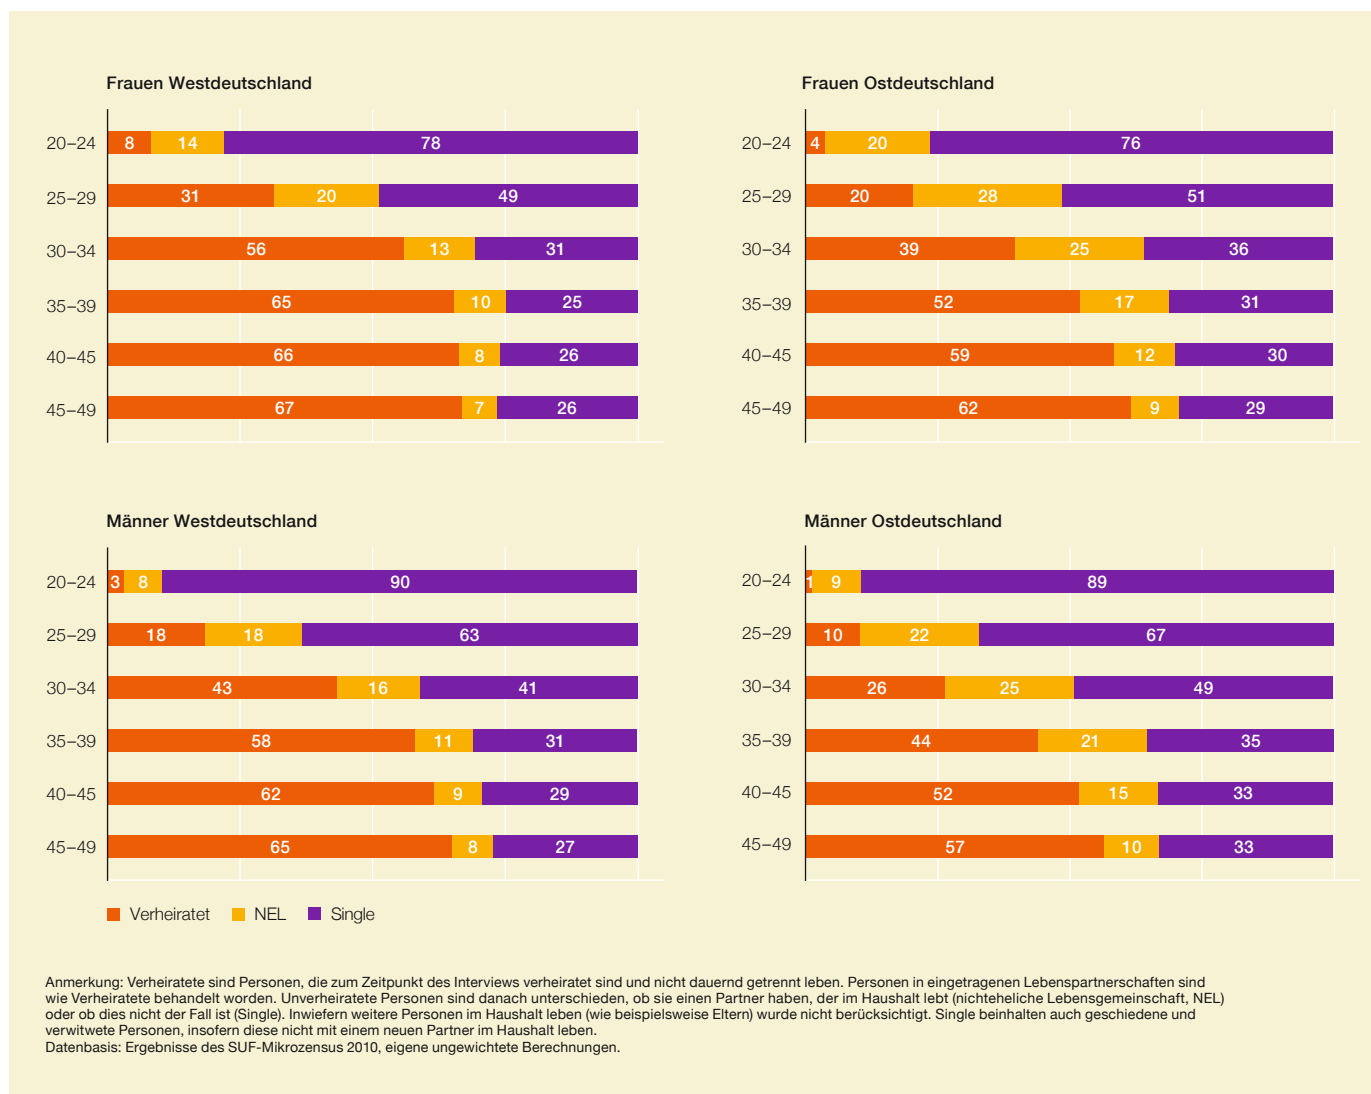 Frauen Westdeutschland
20–24 8 14 78
25–29 31 20 49
30–34 56 13 31
35–39 65 10 25
40–45 66 8 26
45–49 67 7 26
Frauen Ostdeutschland
20–24 4 20 76
25–29 20 28 51
30–34 39 25 36
35–39 52 17 31
40–45 59 12 30
45–49 62 9 29
Männer Westdeutschland
20–24 3 8 90
25–29 18 18 63
30–34 43 16 41
35–39 58 11 31
40–45 62 9 29
45–49 65 8 27
Männer Ostdeutschland
20–24 1 9 89
25–29 10 22 67
30–34 26 25 49
35–39 44 21 35
40–45 52 15 33
45–49 57 10 33
Verheiratet NEL Single
Anmerkung: Verheiratete sind Personen, die zum Zeitpunkt des Interviews verheiratet sind und nicht dauernd getrennt leben. Personen in eingetragenen Lebenspartnerschaften sind
wie Verheiratete behandelt worden. Unverheiratete Personen sind danach unterschieden, ob sie einen Partner haben, der im Haushalt lebt (nichteheliche Lebensgemeinschaft, NEL)
oder ob dies nicht der Fall ist (Single). Inwiefern weitere Personen im Haushalt leben (wie beispielsweise Eltern) wurde nicht berücksichtigt. Single beinhalten auch geschiedene und
verwitwete Personen, insofern diese nicht mit einem neuen Partner im Haushalt leben.
Datenbasis: Ergebnisse des SUF-Mikrozensus 2010, eigene ungewichtete Berechnungen.